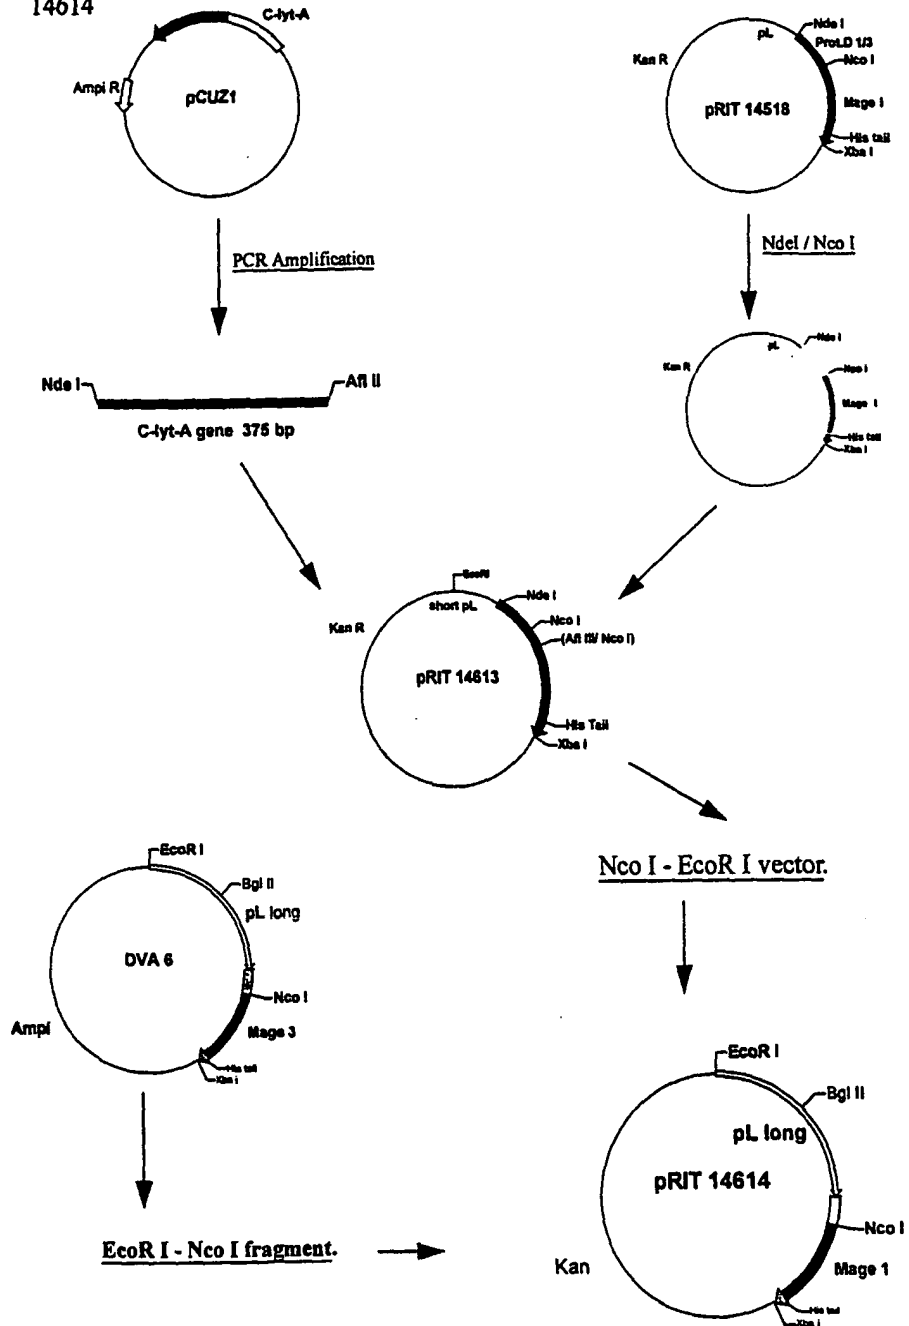 14614
C-lyt-A
Ampi R
pCUZ1
pL
Nde I
ProtD 1/3
Nco I
Kan R
pRIT 14518
Mage I
His tail
Xba I
PCR Amplification
NdeI / Nco I
Nde I
Afl II
C-lyt-A gene 375 bp
pL
Nde I
Kan R
Nco I
Mage I
His tail
Xba I
EcoRI
short pL
Nde I
Nco I
(Afl III/ Nco I)
Kan R
pRIT 14613
His Tail
Xba I
Nco I - EcoR I vector.
EcoR I
Bgl II
pL long
DVA 6
Nco I
Ampi
Mage 3
His tail
Xba I
EcoR I
Bgl II
pL long
pRIT 14614
Nco I
Kan
Mage 1
His tail
Xba I
EcoR I - Nco I fragment.